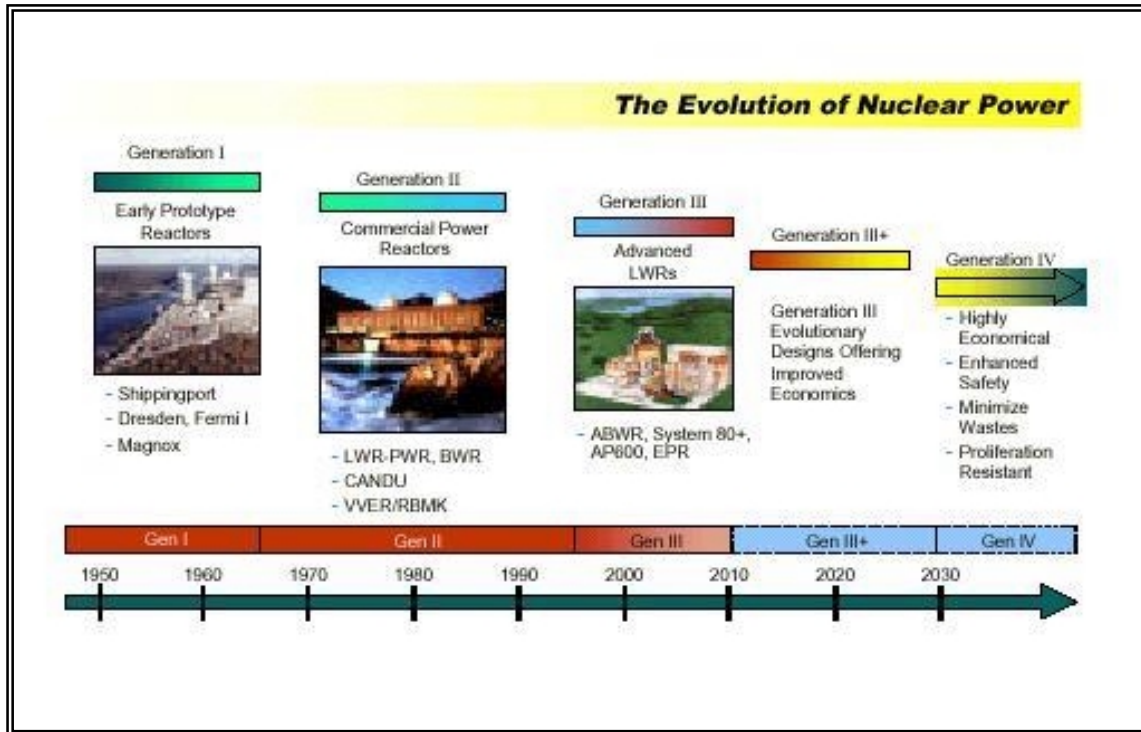 The Evolution of Nuclear Power
Generation I
Early Prototype
Reactors
- Shippingport
- Dresden, Fermi I
- Magnox
Generation II
Commercial Power
Reactors
- LWR-PWR, BWR
- CANDU
- VVER/RBMK
Generation III
Advanced
LWRs
- ABWR, System 80+,
AP600, EPR
Generation III+
Generation III
Evolutionary
Designs Offering
Improved
Economics
Generation IV
- Highly
Economical
- Enhanced
Safety
- Minimize
Wastes
- Proliferation
Resistant
Gen I Gen II Gen III Gen III+ Gen IV
1950 1960 1970 1980 1990 2000 2010 2020 2030